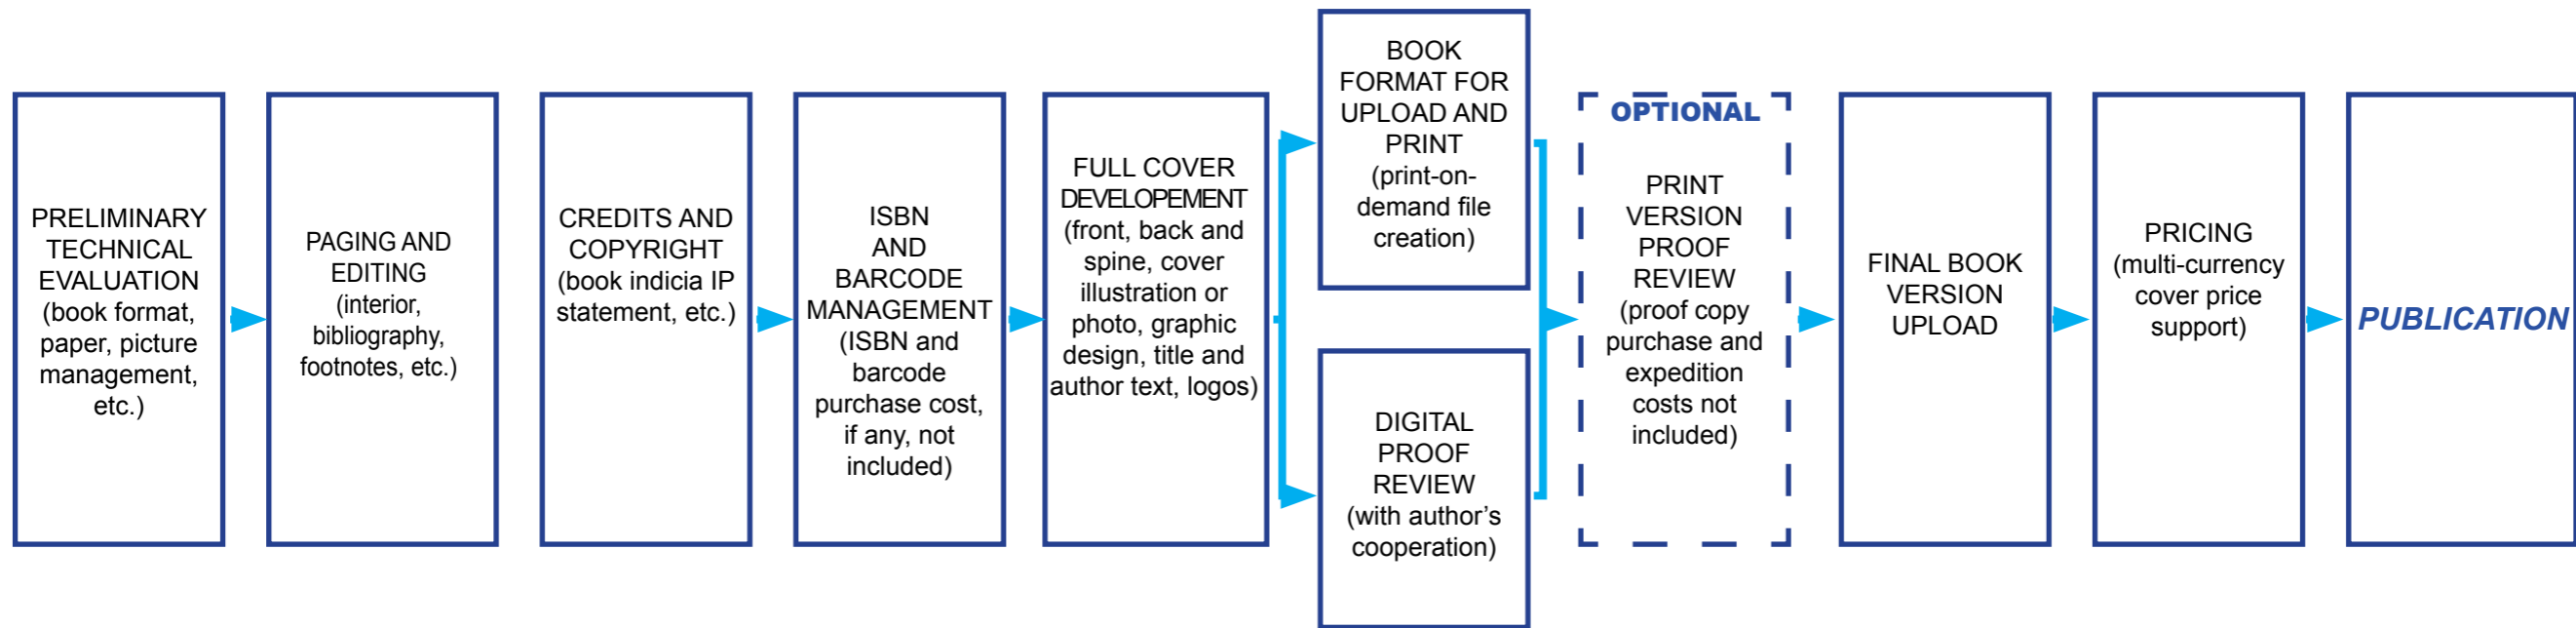 PRELIMINARY
TECHNICAL
EVALUATION
(book format,
paper, picture
management,
etc.)
PAGING AND
EDITING
(interior,
bibliography,
footnotes, etc.)
CREDITS AND
COPYRIGHT
(book indicia IP
statement, etc.)
ISBN
AND
BARCODE
MANAGEMENT
(ISBN and
barcode
purchase cost,
if any, not
included)
FULL COVER
DEVELOPEMENT
(front, back and
spine, cover
illustration or
photo, graphic
design, title and
author text, logos)
BOOK
FORMAT FOR
UPLOAD AND
PRINT
(print-on-
demand file
creation)
DIGITAL
PROOF
REVIEW
(with author’s
cooperation)
OPTIONAL
PRINT
VERSION
PROOF
REVIEW
(proof copy
purchase and
expedition
costs not
included)
FINAL BOOK
VERSION
UPLOAD
PRICING
(multi-currency
cover price
support)
PUBLICATION